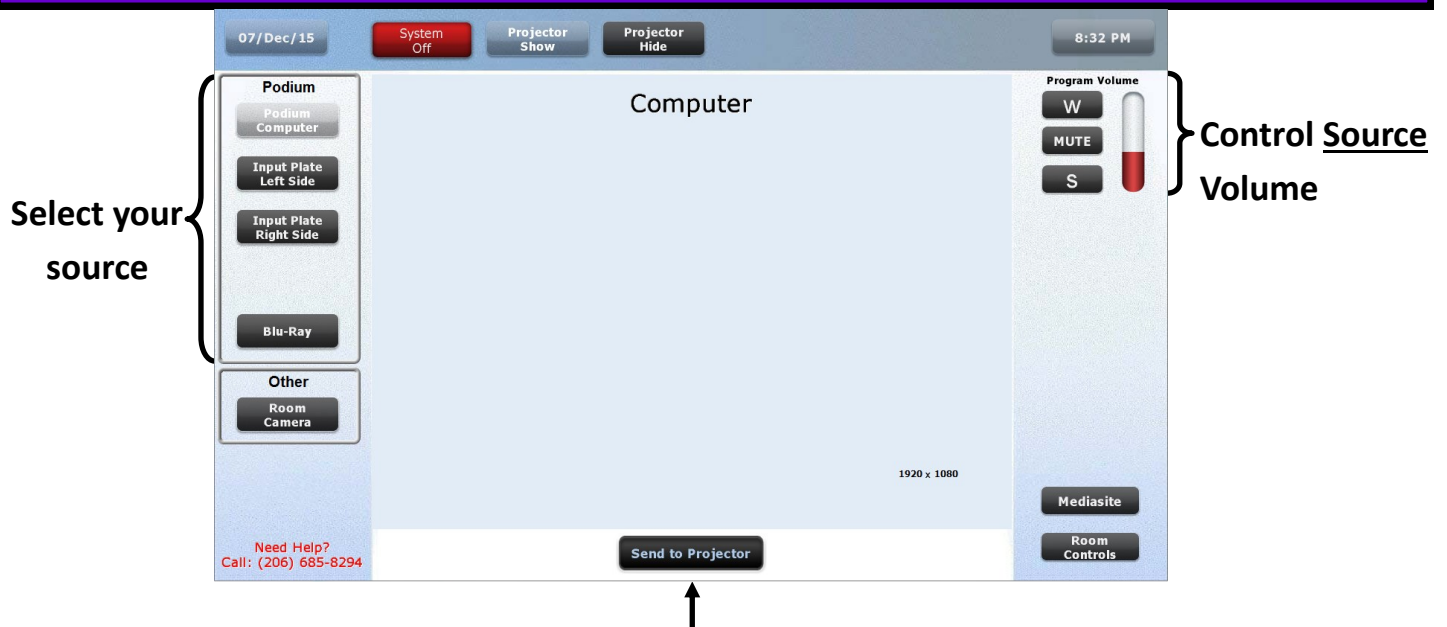 07/Dec/15
System
Off
Projector
Show
Projector
Hide
8:32 PM
Select your
source
Podium
Podium
Computer
Input Plate
Left Side
Input Plate
Right Side
Blu-Ray
Other
Room
Camera
Need Help?
Call: (206) 685-8294
Computer
1920 x 1080
Send to Projector
Program Volume
W
MUTE
S
Control Source
Volume
Mediasite
Room
Controls